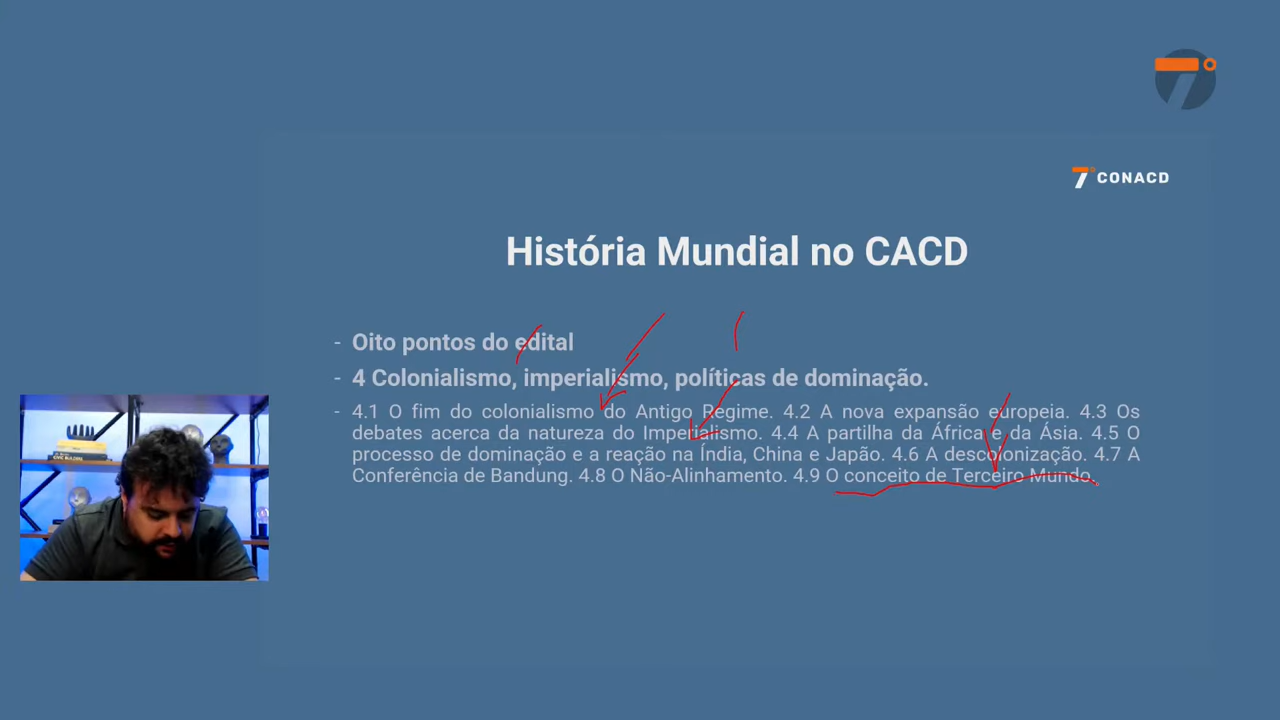 7°
7° CONACD
História Mundial no CACD
- Oito pontos do edital
- 4 Colonialismo, imperialismo, políticas de dominação.
- 4.1 O fim do colonialismo do Antigo Regime. 4.2 A nova expansão europeia. 4.3 Os
debates acerca da natureza do Imperialismo. 4.4 A partilha da África e da Ásia. 4.5 O
processo de dominação e a reação na Índia, China e Japão. 4.6 A descolonização. 4.7 A
Conferência de Bandung. 4.8 O Não-Alinhamento. 4.9 O conceito de Terceiro Mundo.